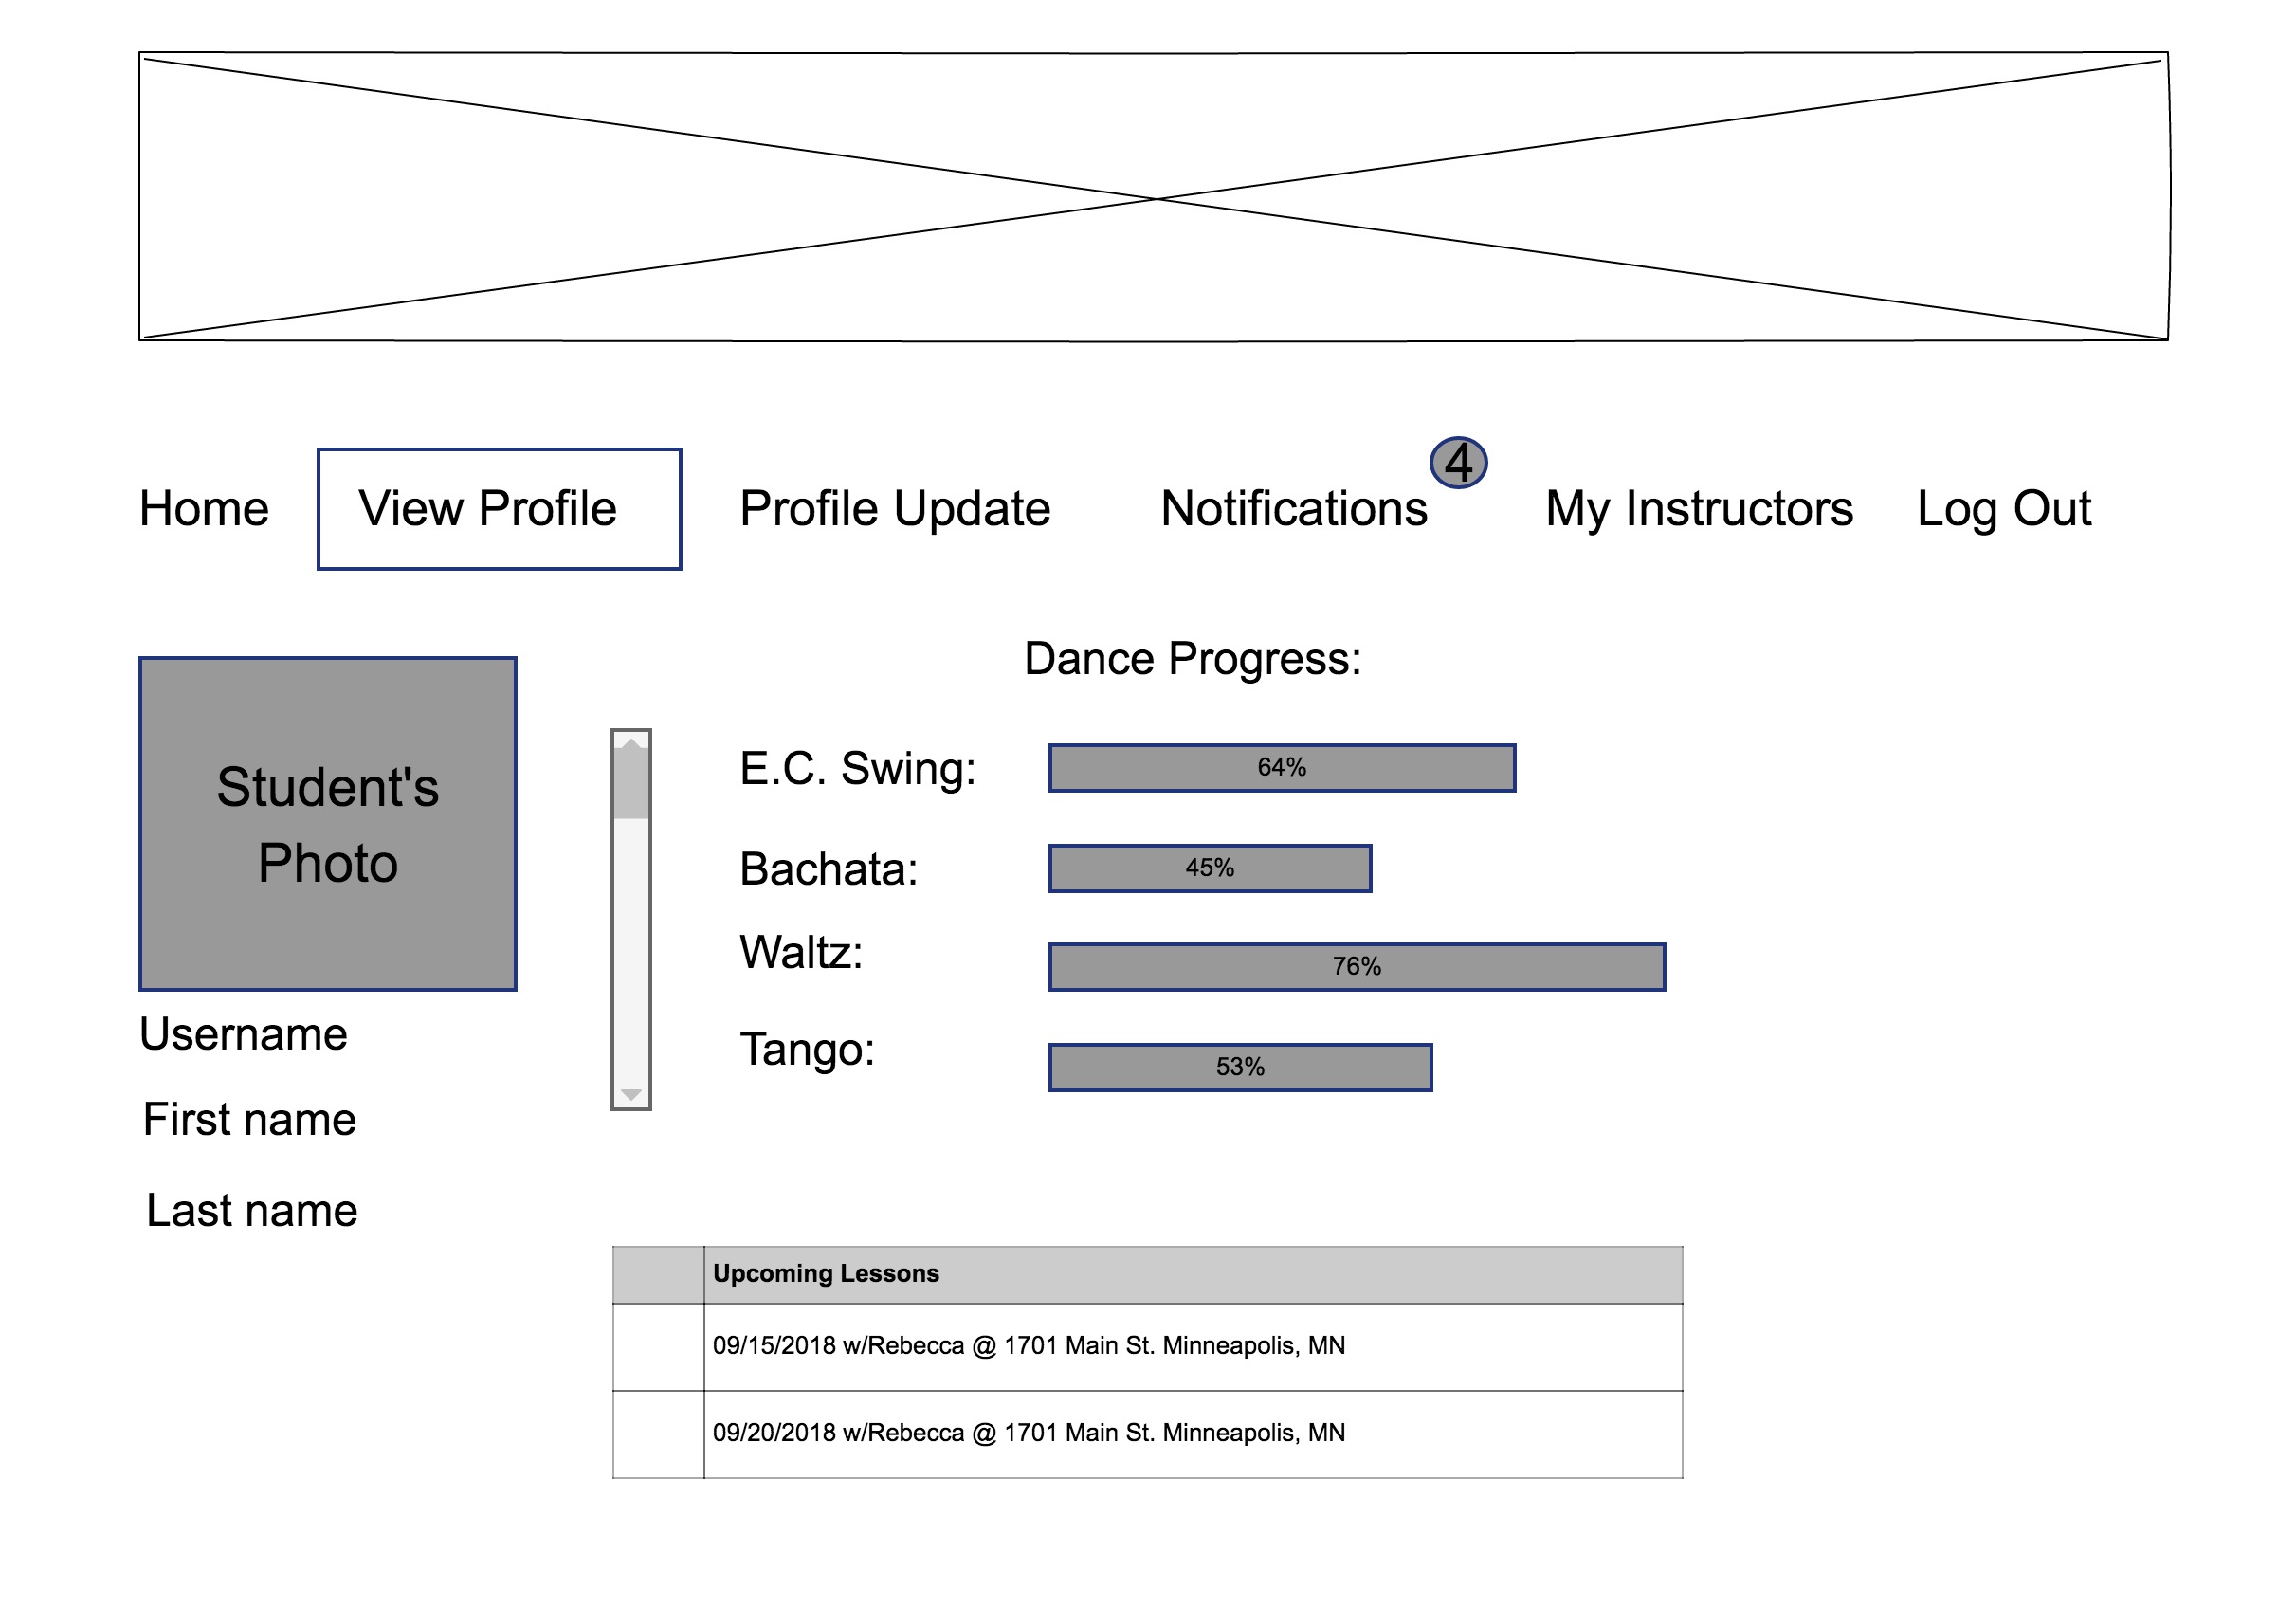 Home
View Profile
Profile Update
Notifications
4
My Instructors
Log Out
Student's
Photo
Username
First name
Last name
Dance Progress:
E.C. Swing:
64%
Bachata:
45%
Waltz:
76%
Tango:
53%
Upcoming Lessons
09/15/2018 w/Rebecca @ 1701 Main St. Minneapolis, MN
09/20/2018 w/Rebecca @ 1701 Main St. Minneapolis, MN